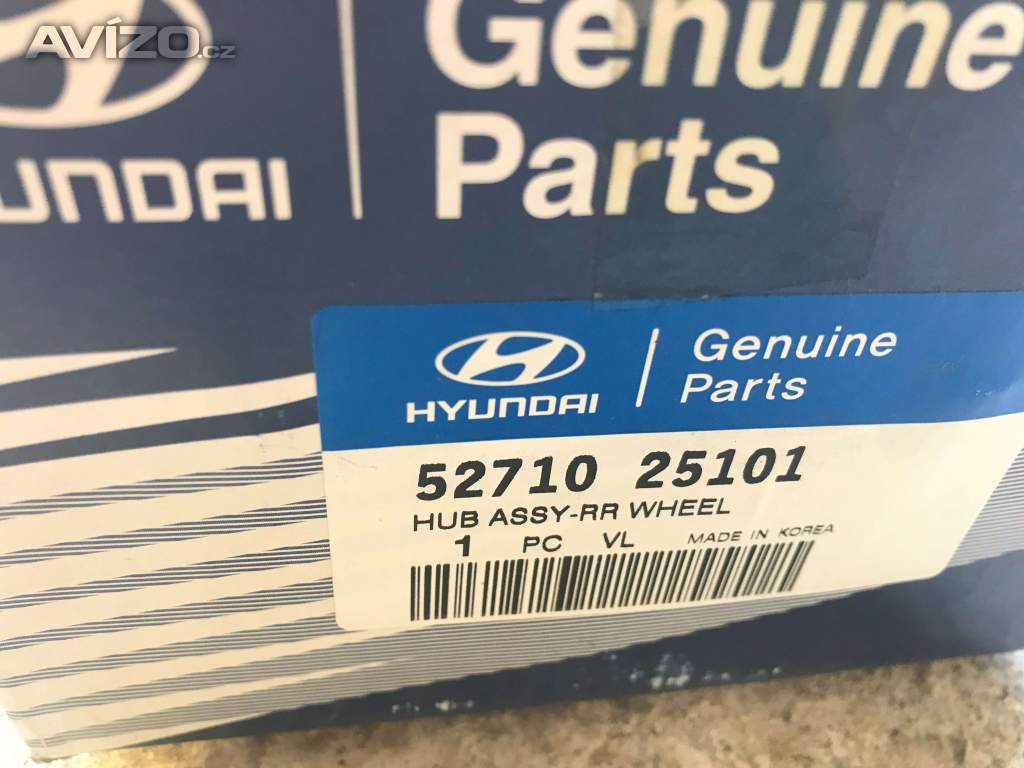 AVÍZO.cz
Genuine
Parts
HYUNDAI
HYUNDAI
Genuine
Parts
52710 25101
HUB ASSY-RR WHEEL
1 PC VL MADE IN KOREA